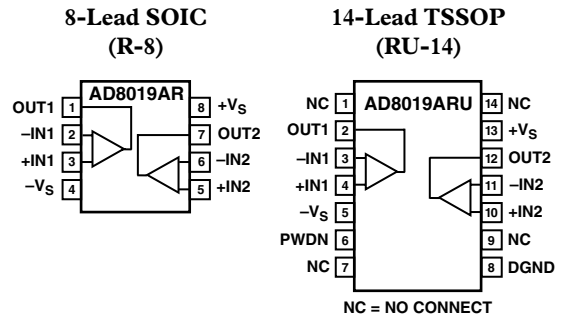 8-Lead SOIC
(R-8)
AD8019AR
OUT1 1
–IN1 2
+IN1 3
–VS 4
8 +VS
7 OUT2
6 –IN2
5 +IN2
14-Lead TSSOP
(RU-14)
AD8019ARU
NC 1
OUT1 2
–IN1 3
+IN1 4
–VS 5
PWDN 6
NC 7
14 NC
13 +VS
12 OUT2
11 –IN2
10 +IN2
9 NC
8 DGND
NC = NO CONNECT